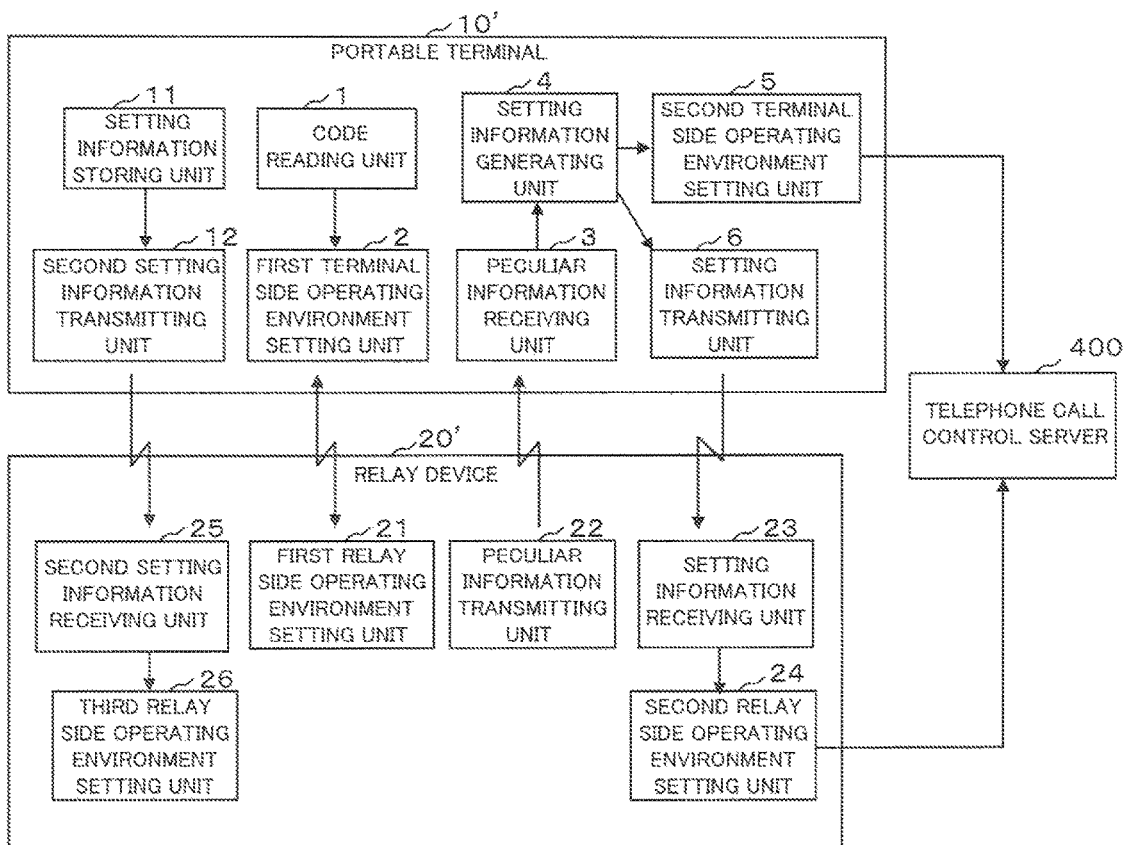 10'
PORTABLE TERMINAL
11
SETTING
INFORMATION
STORING UNIT
1
CODE
READING UNIT
4
SETTING
INFORMATION
GENERATING
UNIT
5
SECOND TERMINAL
SIDE OPERATING
ENVIRONMENT
SETTING UNIT
12
SECOND SETTING
INFORMATION
TRANSMITTING
UNIT
2
FIRST TERMINAL
SIDE OPERATING
ENVIRONMENT
SETTING UNIT
3
PECULIAR
INFORMATION
RECEIVING
UNIT
6
SETTING
INFORMATION
TRANSMITTING
UNIT
400
TELEPHONE CALL
CONTROL SERVER
20'
RELAY DEVICE
25
SECOND SETTING
INFORMATION
RECEIVING UNIT
21
FIRST RELAY
SIDE OPERATING
ENVIRONMENT
SETTING UNIT
22
PECULIAR
INFORMATION
TRANSMITTING
UNIT
23
SETTING
INFORMATION
RECEIVING UNIT
26
THIRD RELAY
SIDE OPERATING
ENVIRONMENT
SETTING UNIT
24
SECOND RELAY
SIDE OPERATING
ENVIRONMENT
SETTING UNIT